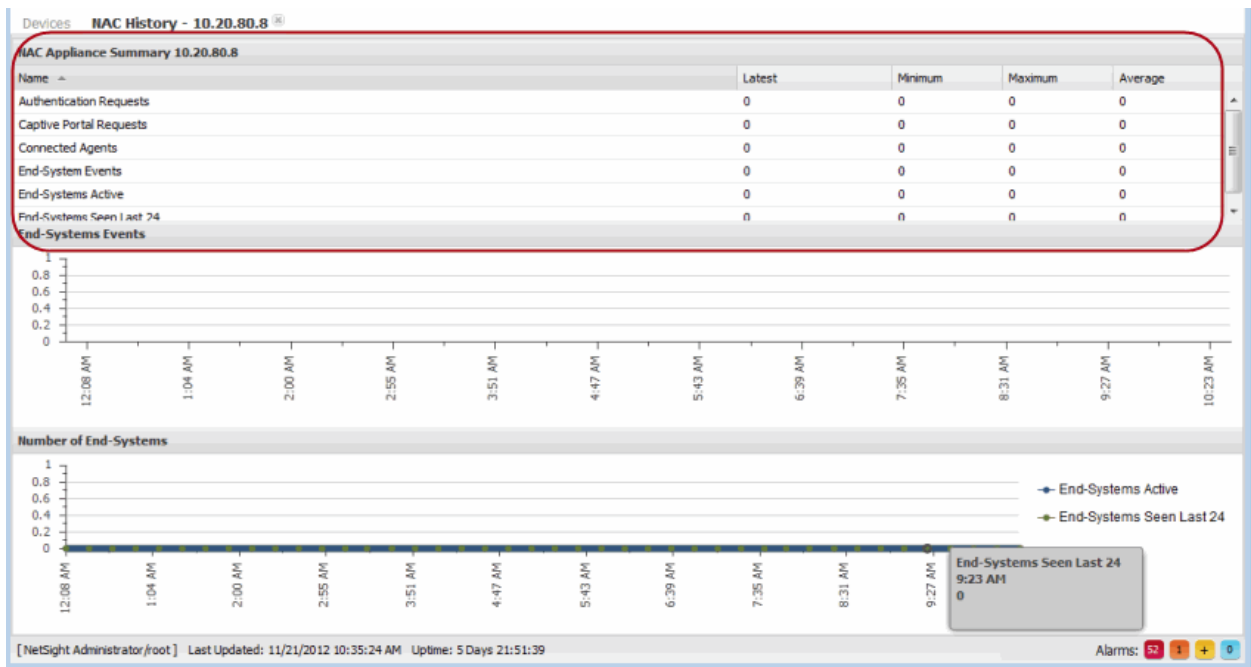 Devices NAC History - 10.20.80.8
NAC Appliance Summary 10.20.80.8
Name Latest Minimum Maximum Average
Authentication Requests 0 0 0 0
Captive Portal Requests 0 0 0 0
Connected Agents 0 0 0 0
End-System Events 0 0 0 0
End-Systems Active 0 0 0 0
End-Systems Seen Last 24 0 0 0 0
End-Systems Events
1
0.8
0.6
0.4
0.2
0
12:08 AM 1:04 AM 2:00 AM 2:55 AM 3:51 AM 4:47 AM 5:43 AM 6:39 AM 7:35 AM 8:31 AM 9:27 AM 10:23 AM
Number of End-Systems
1
0.8
0.6
0.4
0.2
0
End-Systems Active
End-Systems Seen Last 24
12:08 AM 1:04 AM 2:00 AM 2:55 AM 3:51 AM 4:47 AM 5:43 AM 6:39 AM 7:35 AM 8:31 AM 9:27 AM
End-Systems Seen Last 24
9:23 AM
0
[ NetSight Administrator/root ] Last Updated: 11/21/2012 10:35:24 AM Uptime: 5 Days 21:51:39 Alarms: 52 1 + 0